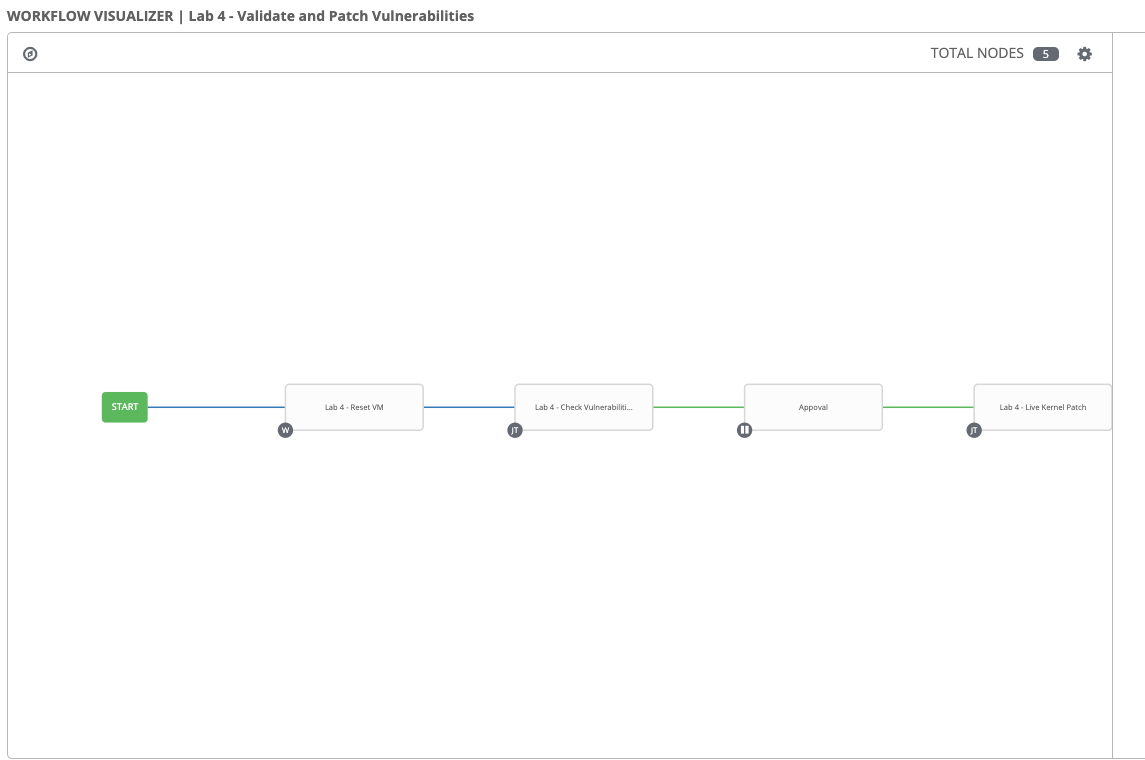 WORKFLOW VISUALIZER | Lab 4 - Validate and Patch Vulnerabilities
TOTAL NODES 5
START
Lab 4 - Reset VM
W
Lab 4 - Check Vulnerabiliti...
JT
Appoval
Lab 4 - Live Kernel Patch
JT